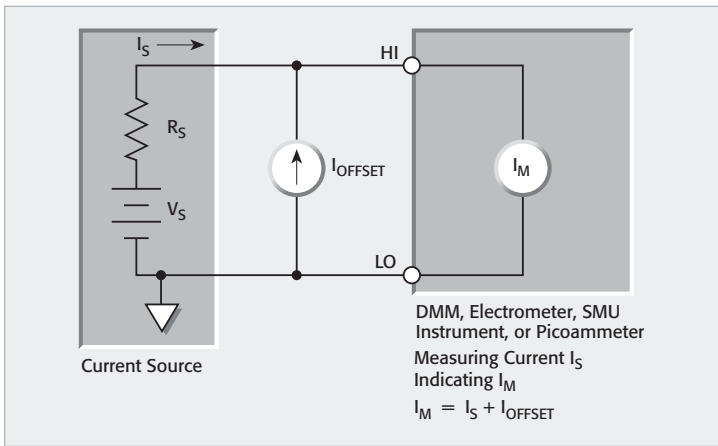 I_S
R_S
V_S
Current Source
I_OFFSET
HI
LO
I_M
DMM, Electrometer, SMU
Instrument, or Picoammeter
Measuring Current I_S
Indicating I_M
I_M = I_S + I_OFFSET